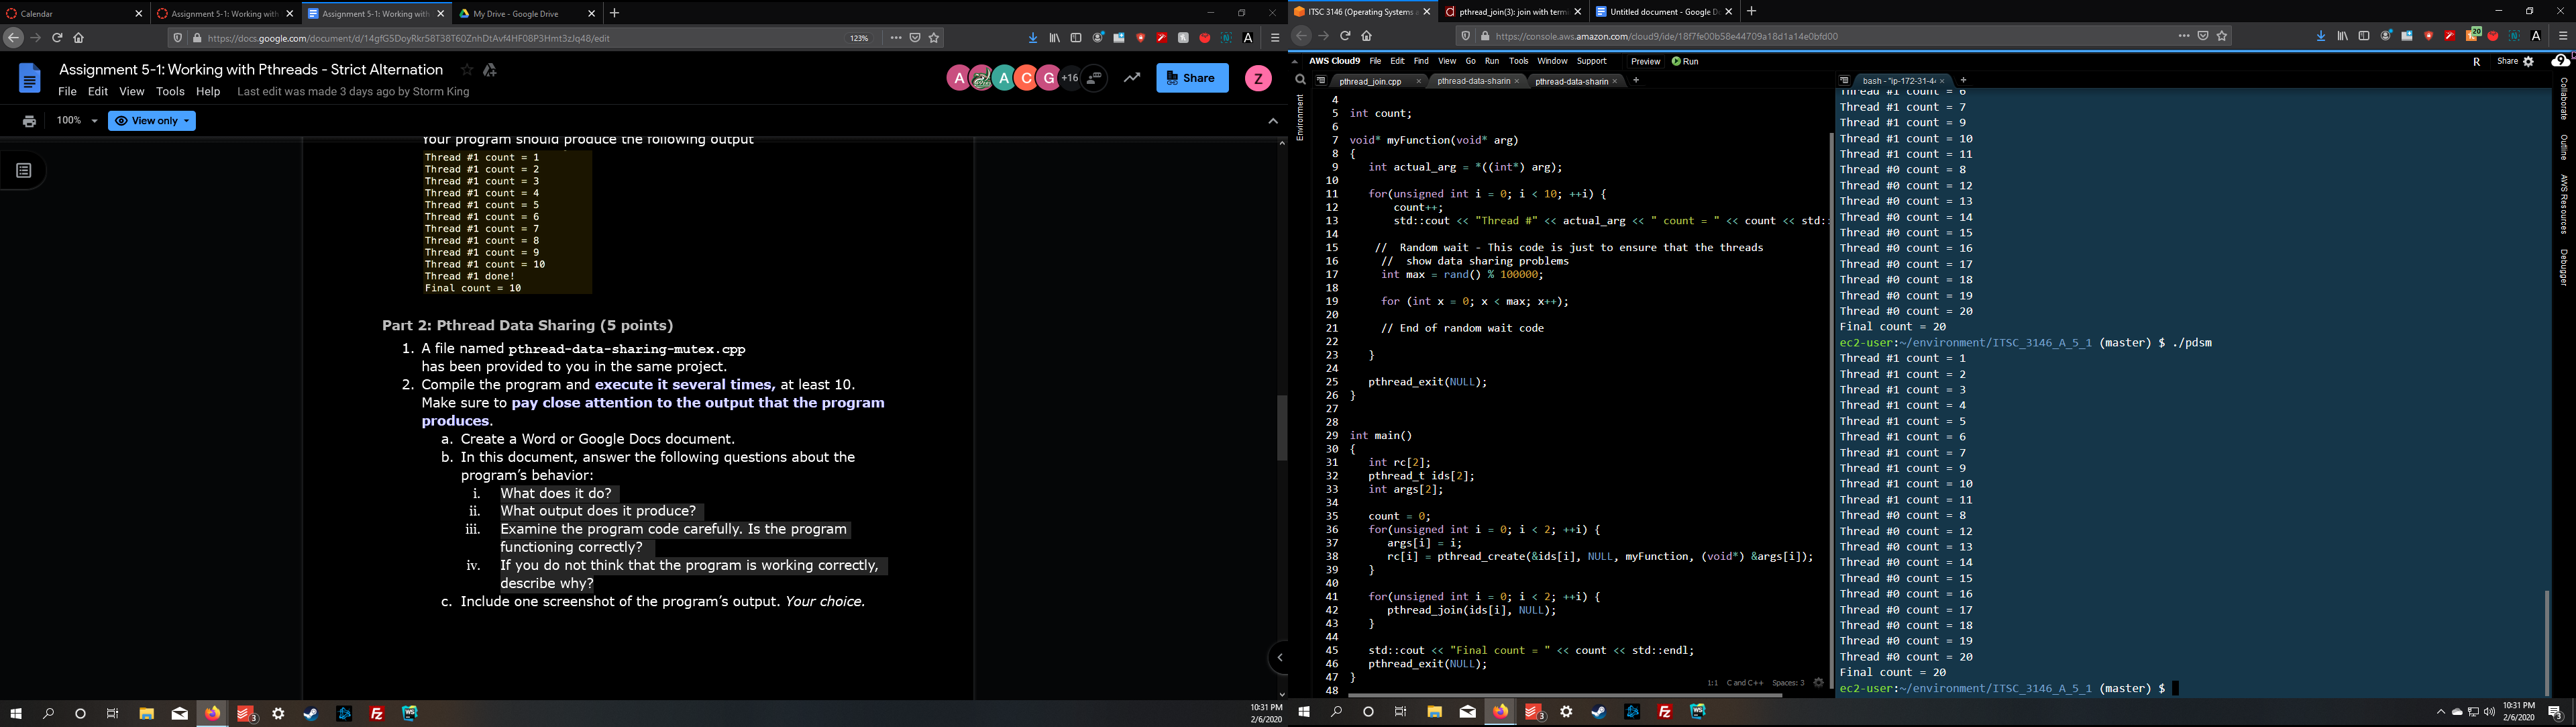 Calendar
Assignment 5-1: Working with
Assignment 5-1: Working with
My Drive - Google Drive
https://docs.google.com/document/d/14gfG5DoyRkr58T38T60ZnhDtAvf4HF08P3Hmt3zJq48/edit
123%
Assignment 5-1: Working with Pthreads - Strict Alternation
File Edit View Tools Help Last edit was made 3 days ago by Storm King
A A C G +16
Share
Z
100%
View only
Your program should produce the following output
Thread #1 count = 1
Thread #1 count = 2
Thread #1 count = 3
Thread #1 count = 4
Thread #1 count = 5
Thread #1 count = 6
Thread #1 count = 7
Thread #1 count = 8
Thread #1 count = 9
Thread #1 count = 10
Thread #1 done!
Final count = 10
Part 2: Pthread Data Sharing (5 points)
1. A file named pthread-data-sharing-mutex.cpp
has been provided to you in the same project.
2. Compile the program and execute it several times, at least 10.
Make sure to pay close attention to the output that the program
produces.
a. Create a Word or Google Docs document.
b. In this document, answer the following questions about the
program's behavior:
i. What does it do?
ii. What output does it produce?
iii. Examine the program code carefully. Is the program
functioning correctly?
iv. If you do not think that the program is working correctly,
describe why?
c. Include one screenshot of the program's output. Your choice.
10:31 PM
2/6/2020
ITSC 3146 (Operating Systems
pthread_join(3): join with term
Untitled document - Google D
https://console.aws.amazon.com/cloud9/ide/18f7fe00b58e44709a18d1a14e0bfd00
20
AWS Cloud9 File Edit Find View Go Run Tools Window Support Preview Run
R Share
pthread_join.cpp
pthread-data-sharin
pthread-data-sharin
Environment
4
5 int count;
6
7 void* myFunction(void* arg)
8 {
9 int actual_arg = *((int*) arg);
10
11 for(unsigned int i = 0; i < 10; ++i) {
12 count++;
13 std::cout << "Thread #" << actual_arg << " count = " << count << std::
14
15 // Random wait - This code is just to ensure that the threads
16 // show data sharing problems
17 int max = rand() % 100000;
18
19 for (int x = 0; x < max; x++);
20
21 // End of random wait code
22
23 }
24
25 pthread_exit(NULL);
26 }
27
28
29 int main()
30 {
31 int rc[2];
32 pthread_t ids[2];
33 int args[2];
34
35 count = 0;
36 for(unsigned int i = 0; i < 2; ++i) {
37 args[i] = i;
38 rc[i] = pthread_create(&ids[i], NULL, myFunction, (void*) &args[i]);
39 }
40
41 for(unsigned int i = 0; i < 2; ++i) {
42 pthread_join(ids[i], NULL);
43 }
44
45 std::cout << "Final count = " << count << std::endl;
46 pthread_exit(NULL);
47 }
48
1:1 C and C++ Spaces: 3
bash - "ip-172-31-4
Thread #1 count = 6
Thread #1 count = 7
Thread #1 count = 9
Thread #1 count = 10
Thread #1 count = 11
Thread #0 count = 8
Thread #0 count = 12
Thread #0 count = 13
Thread #0 count = 14
Thread #0 count = 15
Thread #0 count = 16
Thread #0 count = 17
Thread #0 count = 18
Thread #0 count = 19
Thread #0 count = 20
Final count = 20
ec2-user:~/environment/ITSC_3146_A_5_1 (master) $ ./pdsm
Thread #1 count = 1
Thread #1 count = 2
Thread #1 count = 3
Thread #1 count = 4
Thread #1 count = 5
Thread #1 count = 6
Thread #1 count = 7
Thread #1 count = 9
Thread #1 count = 10
Thread #1 count = 11
Thread #0 count = 8
Thread #0 count = 12
Thread #0 count = 13
Thread #0 count = 14
Thread #0 count = 15
Thread #0 count = 16
Thread #0 count = 17
Thread #0 count = 18
Thread #0 count = 19
Thread #0 count = 20
Final count = 20
ec2-user:~/environment/ITSC_3146_A_5_1 (master) $
Collaborate
Outline
AWS Resources
Debugger
10:31 PM
2/6/2020